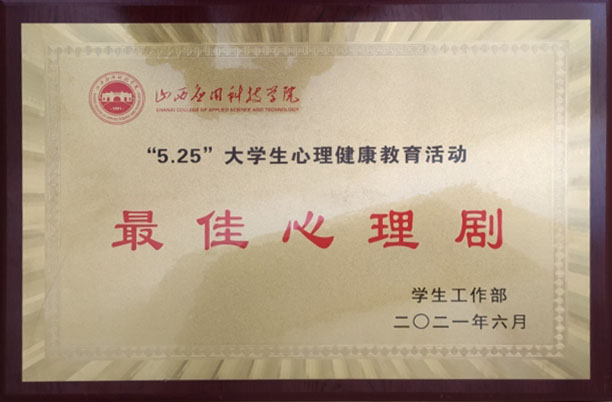 山西应用科技学院
SHANXI COLLEGE OF APPLIED SCIENCE AND TECHNOLOGY
“5.25”大学生心理健康教育活动
最佳心理剧
学生工作部
二〇二一年六月